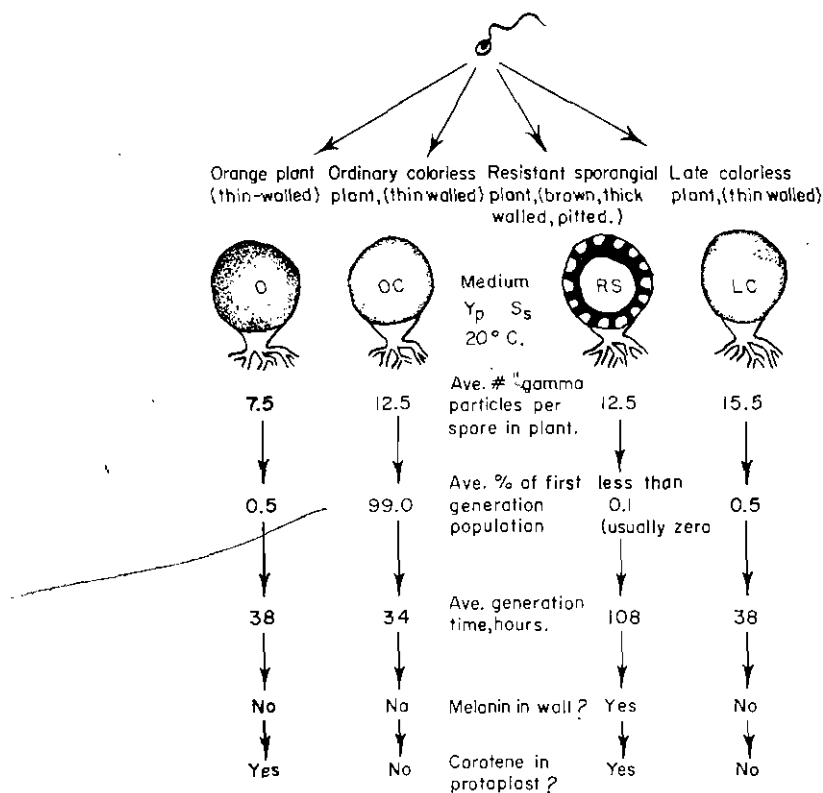 Orange plant Ordinary colorless Resistant sporangial Late colorless
(thin-walled) plant,(thin walled) plant,(brown,thick plant,(thin walled)
walled,pitted.)
O OC Medium RS LC
Yp Ss
20° C.
Ave. # "gamma
7.5 12.5 particles per 12.5 15.5
spore in plant.
Ave. % of first less than
0.5 99.0 generation 0.1 0.5
population (usually zero
38 34 Ave. generation 108 38
time,hours.
No No Melanin in wall? Yes No
Yes No Carotene in Yes No
protoplast?